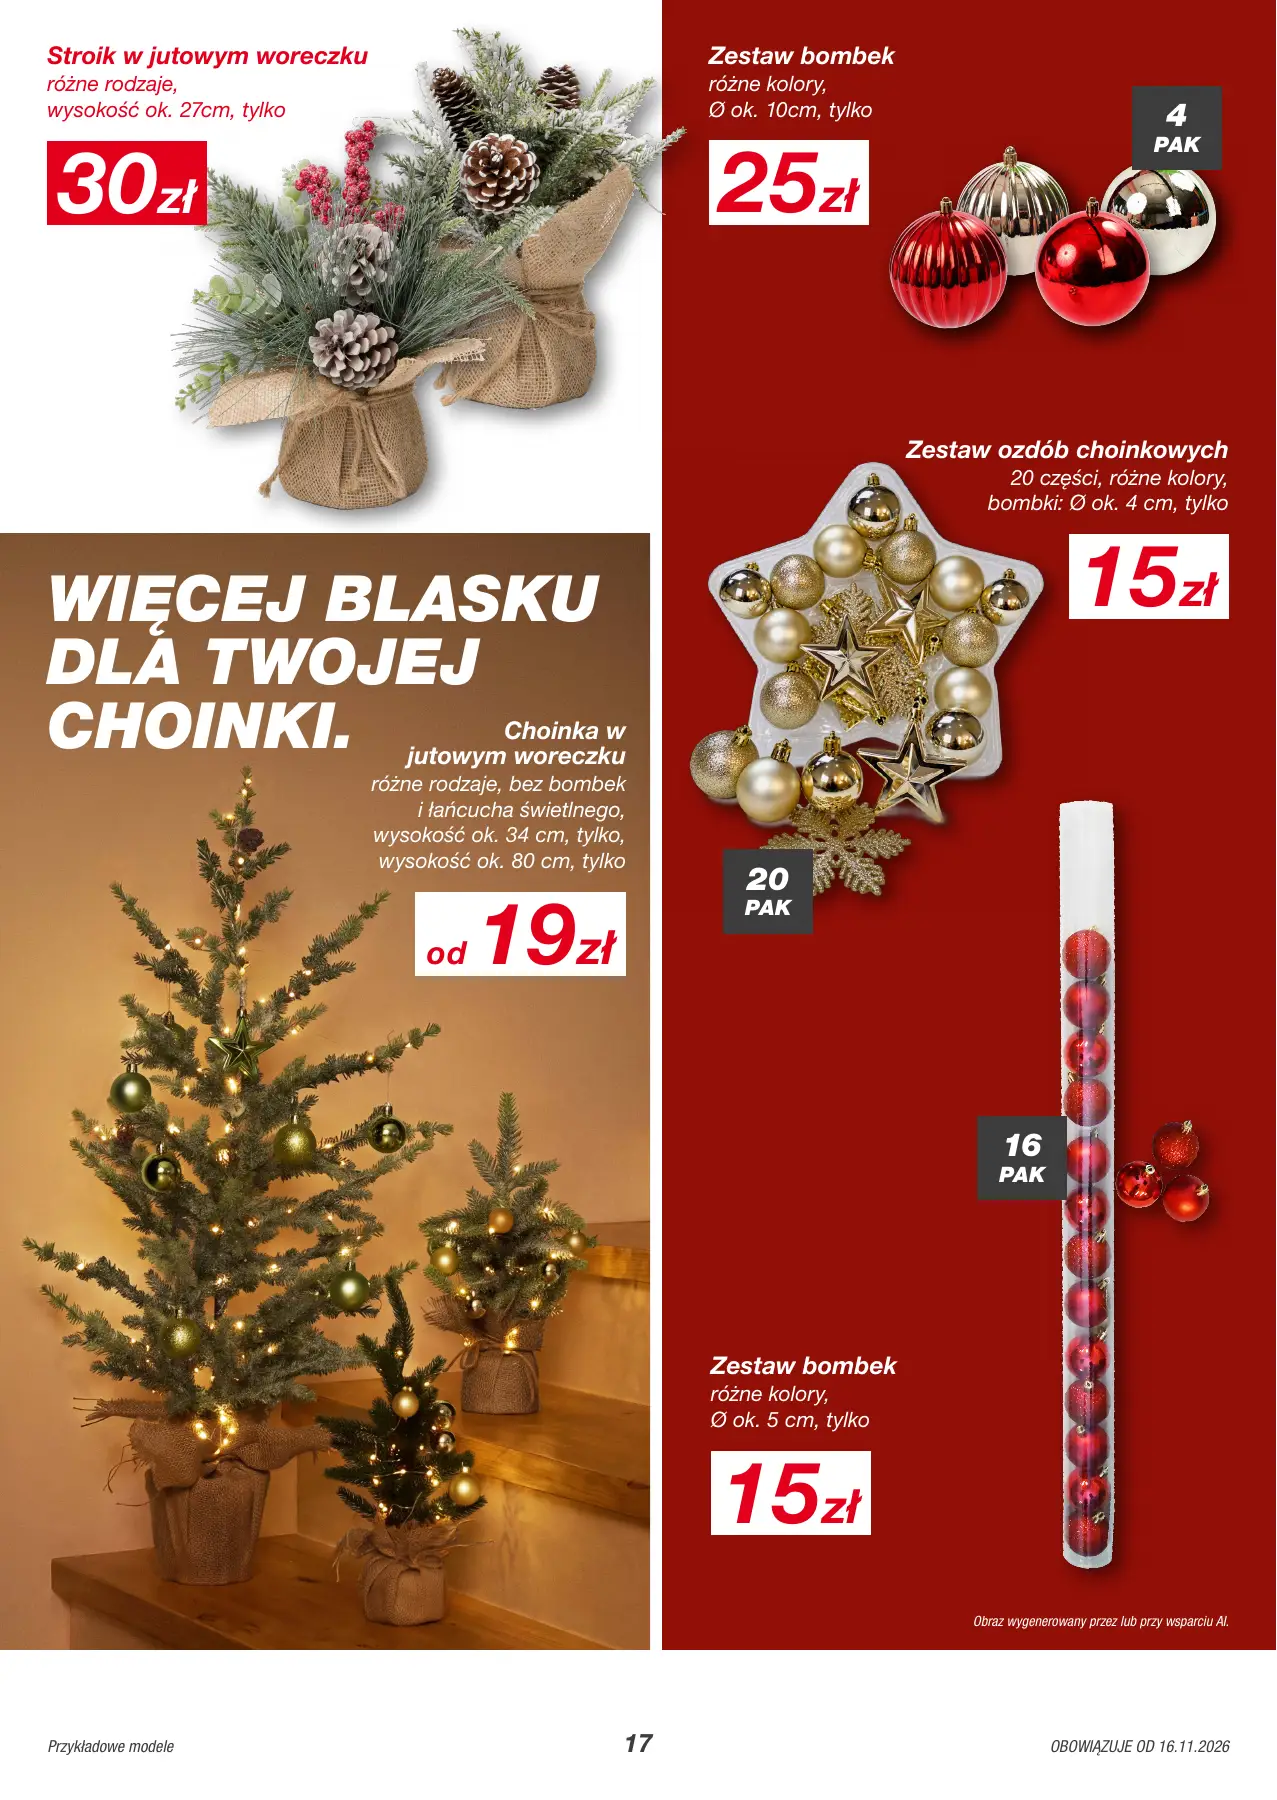 Stroik w jutowym woreczku
różne rodzaje,
wysokość ok. 27cm, tylko
30zł
Zestaw bombek
różne kolory,
Ø ok. 10cm, tylko
25zł
4
PAK
Zestaw ozdób choinkowych
20 części, różne kolory,
bombki: Ø ok. 4 cm, tylko
15zł
20
PAK
WIĘCEJ BLASKU
DLA TWOJEJ
CHOINKI.
Choinka w
jutowym woreczku
różne rodzaje, bez bombek
i łańcucha świetlnego,
wysokość ok. 34 cm, tylko,
wysokość ok. 80 cm, tylko
od 19zł
16
PAK
Zestaw bombek
różne kolory,
Ø ok. 5 cm, tylko
15zł
Obraz wygenerowany przez lub przy wsparciu AI.
Przykładowe modele
17
OBOWIĄZUJE OD 16.11.2026